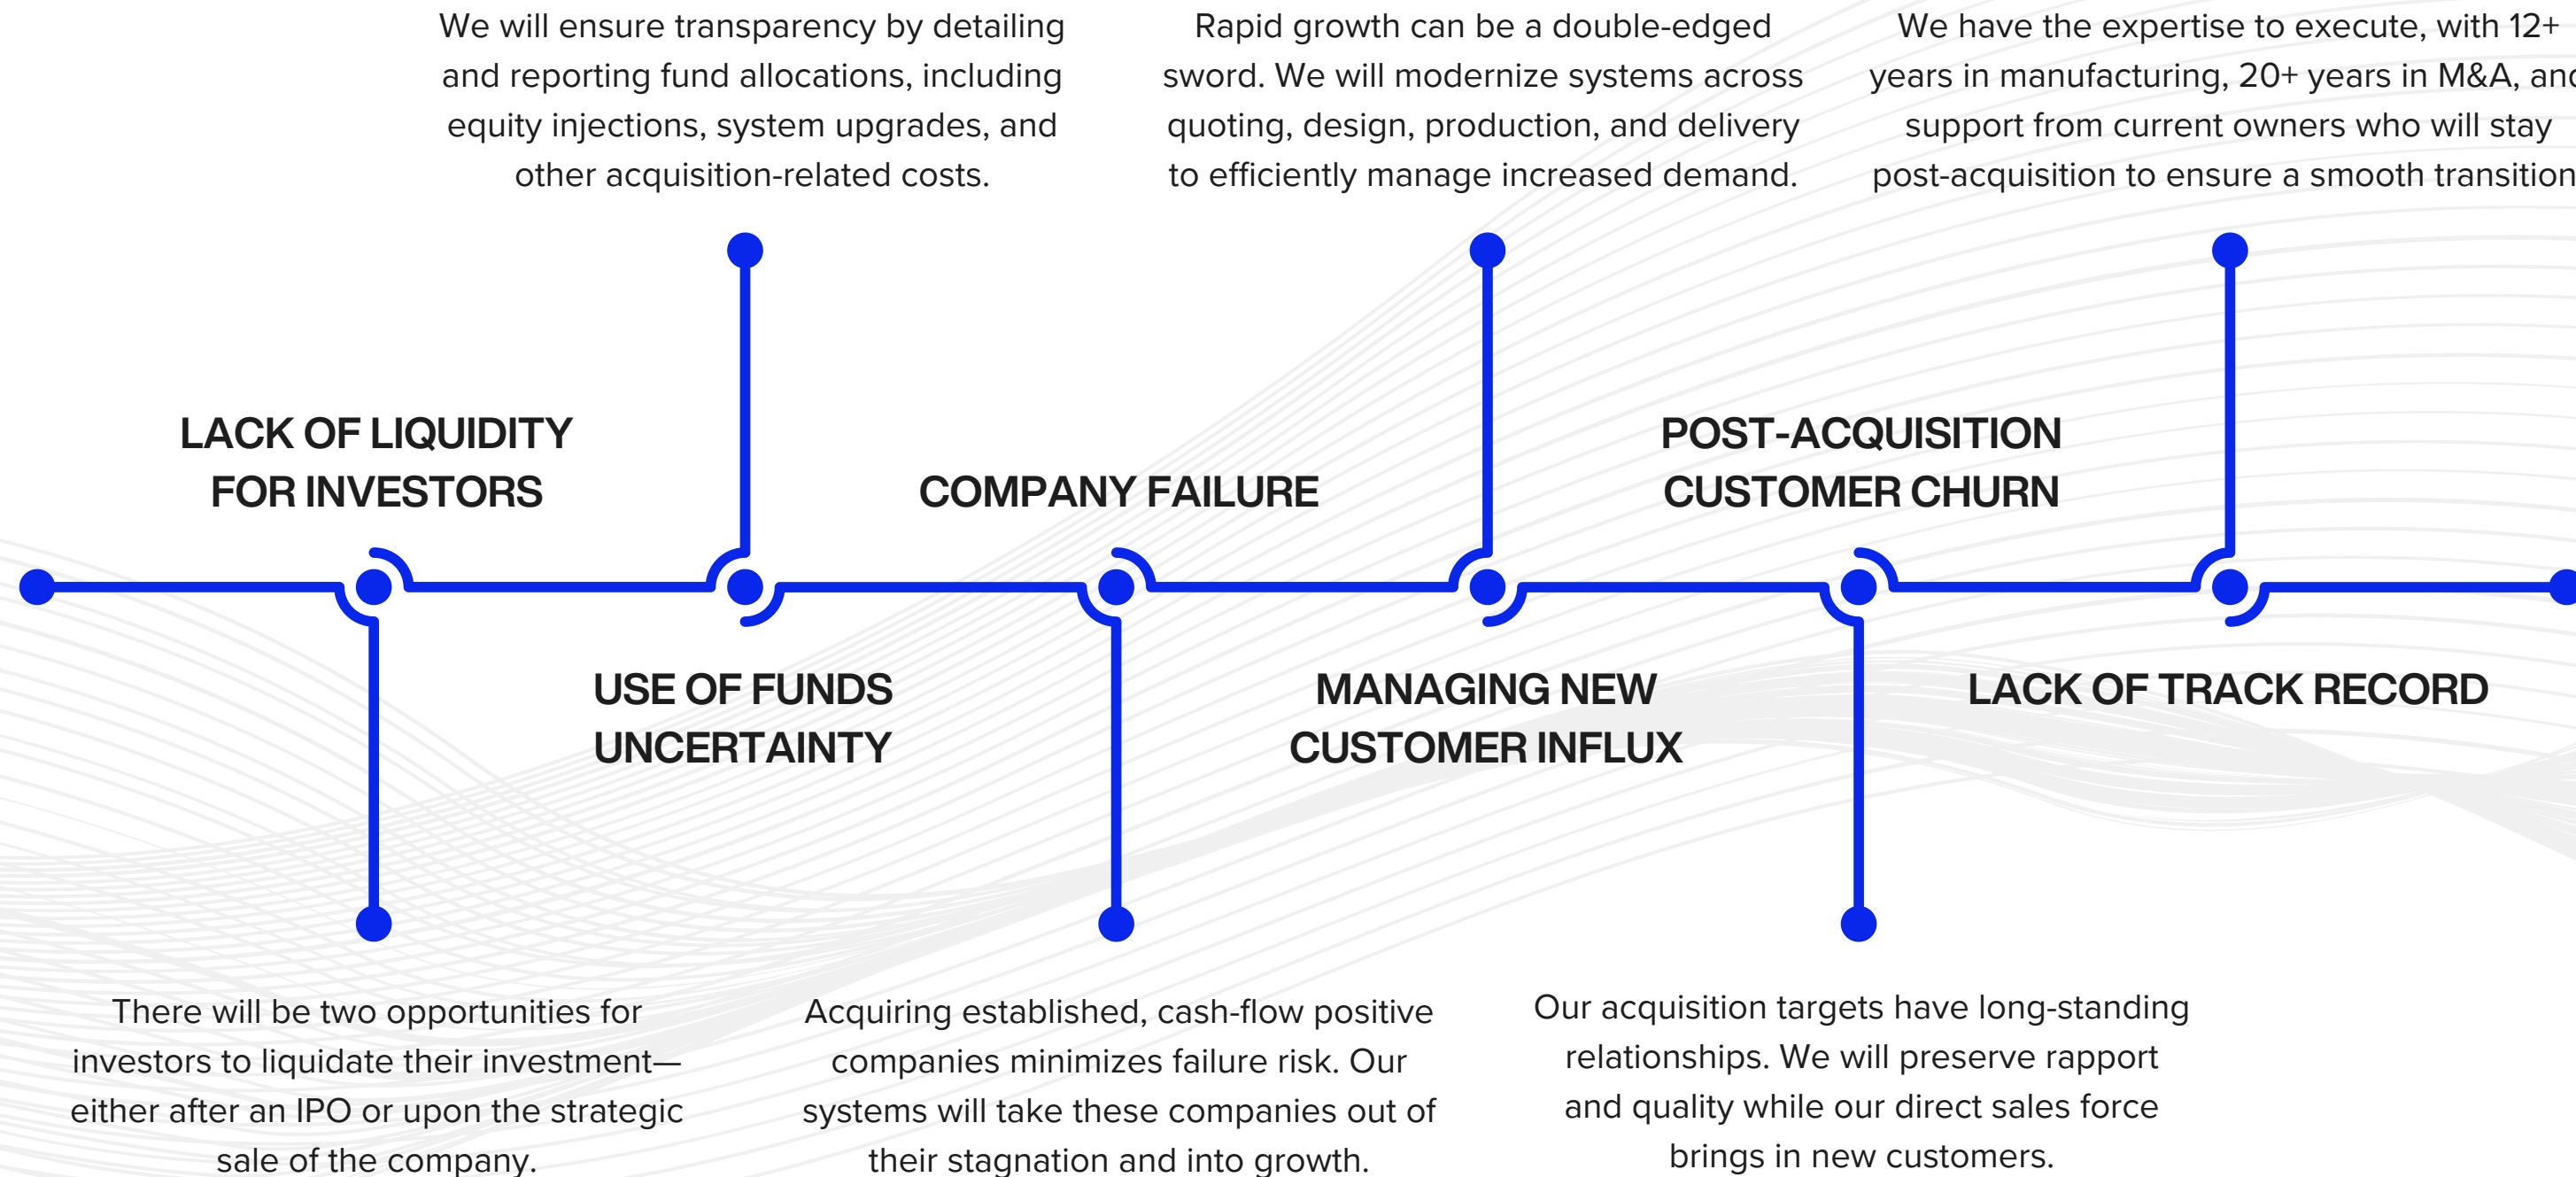 We will ensure transparency by detailing
and reporting fund allocations, including
equity injections, system upgrades, and
other acquisition-related costs.
Rapid growth can be a double-edged
sword. We will modernize systems across
quoting, design, production, and delivery
to efficiently manage increased demand.
We have the expertise to execute, with 12+
years in manufacturing, 20+ years in M&A, and
support from current owners who will stay
post-acquisition to ensure a smooth transition
LACK OF LIQUIDITY
FOR INVESTORS
COMPANY FAILURE
POST-ACQUISITION
CUSTOMER CHURN
USE OF FUNDS
UNCERTAINTY
MANAGING NEW
CUSTOMER INFLUX
LACK OF TRACK RECORD
There will be two opportunities for
investors to liquidate their investment—
either after an IPO or upon the strategic
sale of the company.
Acquiring established, cash-flow positive
companies minimizes failure risk. Our
systems will take these companies out of
their stagnation and into growth.
Our acquisition targets have long-standing
relationships. We will preserve rapport
and quality while our direct sales force
brings in new customers.